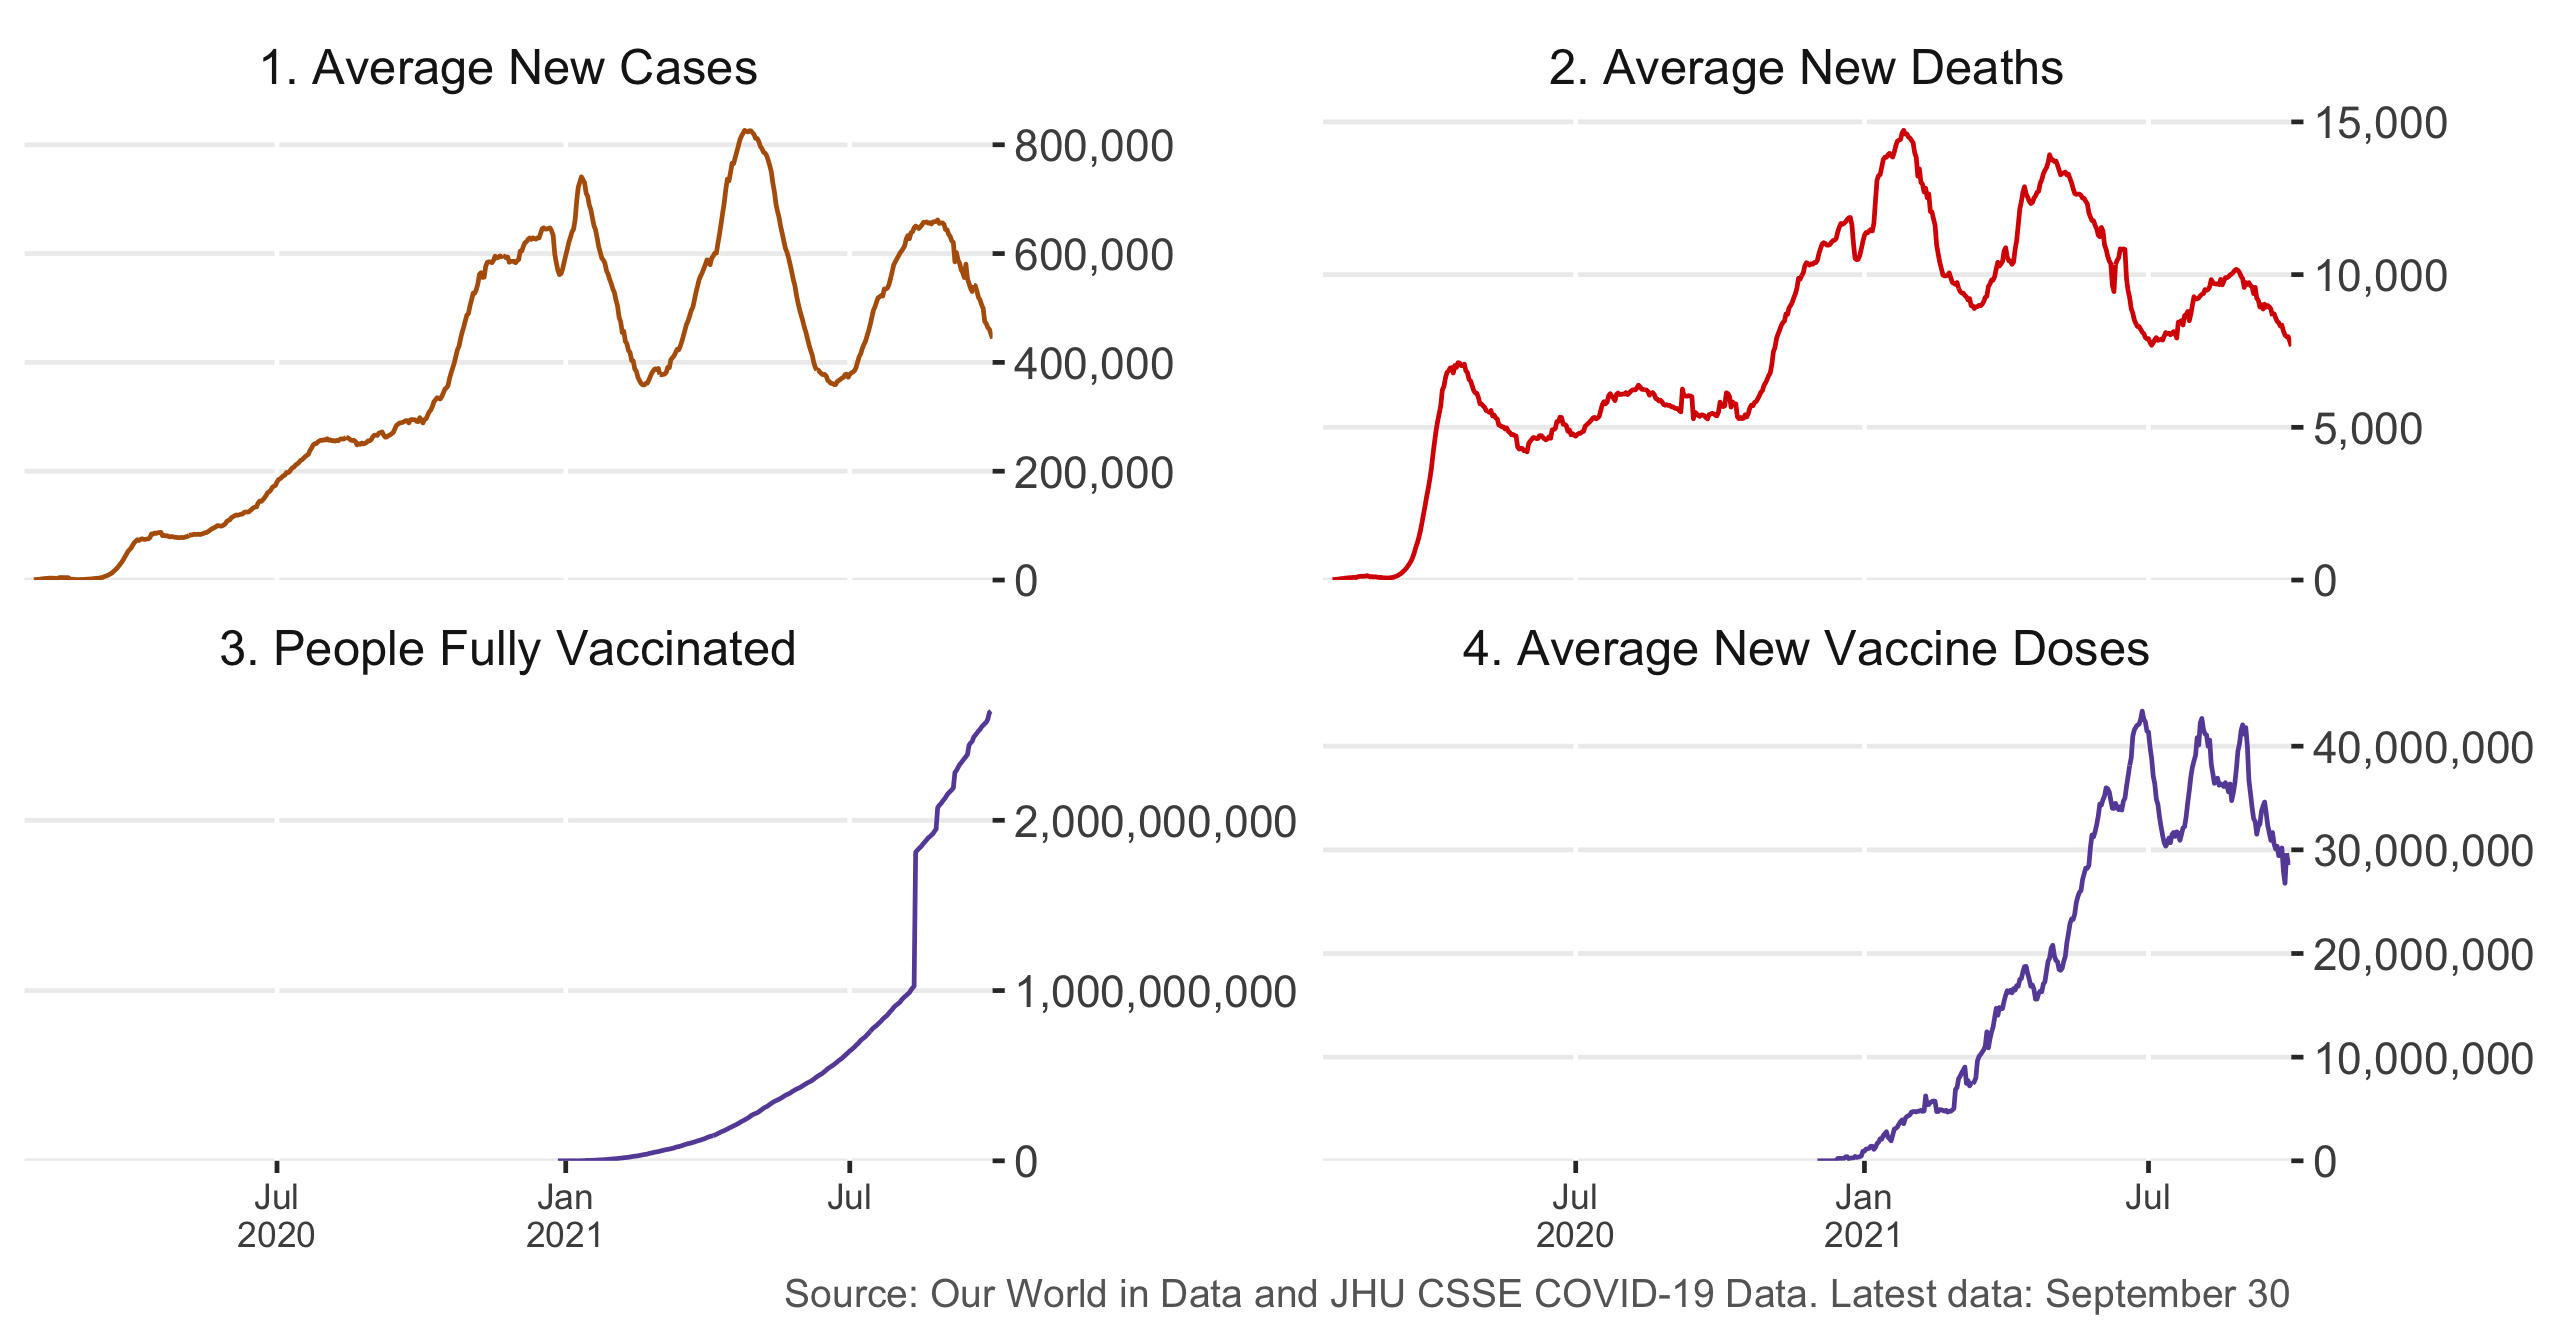 1. Average New Cases
800,000
600,000
400,000
200,000
0
2. Average New Deaths
15,000
10,000
5,000
0
3. People Fully Vaccinated
2,000,000,000
1,000,000,000
0
Jul
2020
Jan
2021
Jul
4. Average New Vaccine Doses
40,000,000
30,000,000
20,000,000
10,000,000
0
Jul
2020
Jan
2021
Jul
Source: Our World in Data and JHU CSSE COVID-19 Data. Latest data: September 30